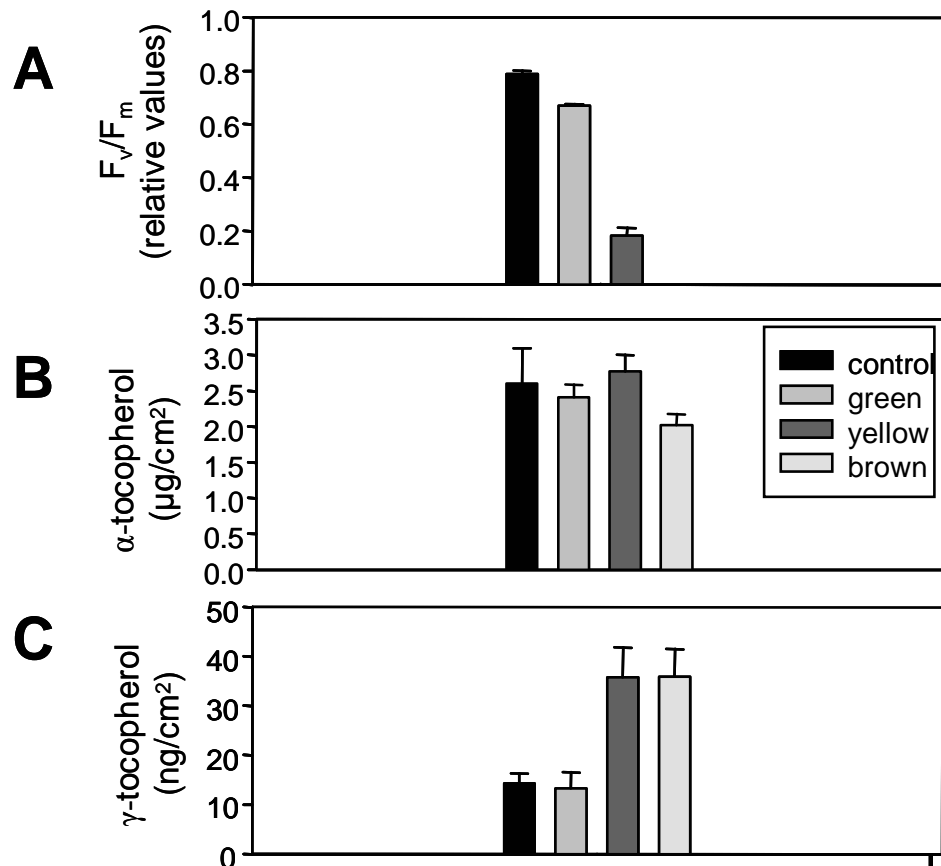 A
Fv/Fm
(relative values)
1.0
0.8
0.6
0.4
0.2
0.0
B
α-tocopherol
(µg/cm²)
3.5
3.0
2.5
2.0
1.5
1.0
0.5
0.0
control
green
yellow
brown
C
γ-tocopherol
(ng/cm²)
50
40
30
20
10
0